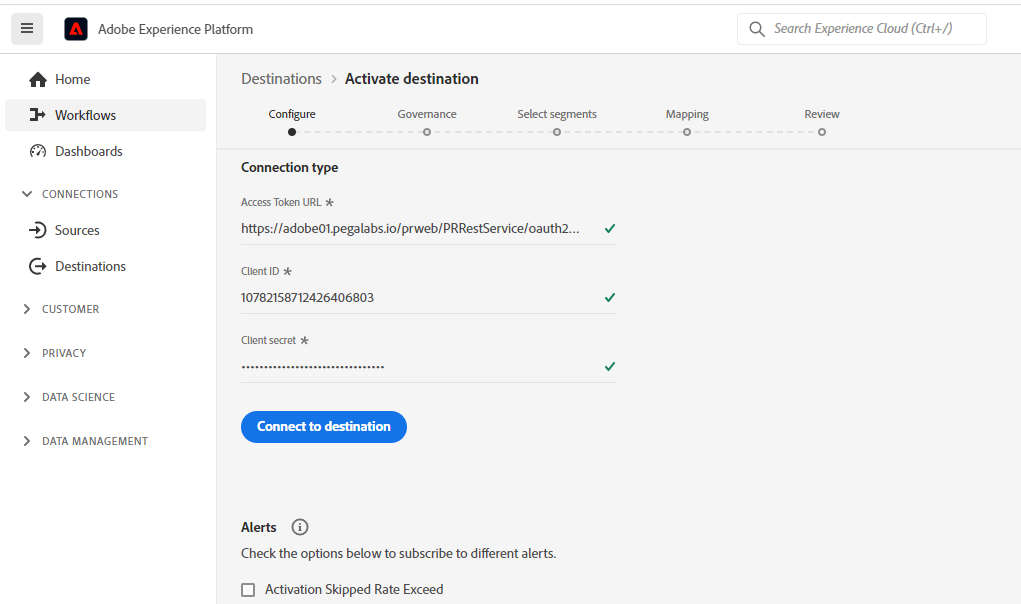 Adobe Experience Platform
Search Experience Cloud (Ctrl+/)
Home
Workflows
Dashboards
CONNECTIONS
Sources
Destinations
CUSTOMER
PRIVACY
DATA SCIENCE
DATA MANAGEMENT
Destinations > Activate destination
Configure Governance Select segments Mapping Review
Connection type
Access Token URL *
https://adobe01.pegalabs.io/prweb/PRRestService/oauth2...
Client ID *
10782158712426406803
Client secret *
••••••••••••••••••••••••••••••••
Connect to destination
Alerts
Check the options below to subscribe to different alerts.
Activation Skipped Rate Exceed